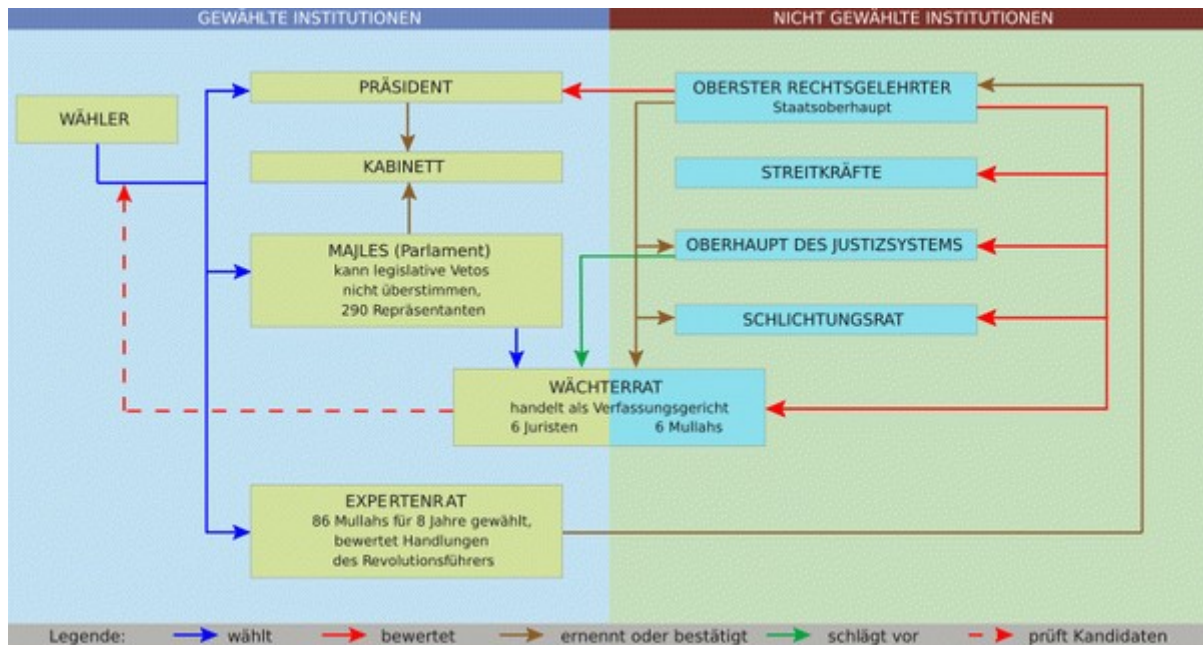 GEWÄHLTE INSTITUTIONEN
NICHT GEWÄHLTE INSTITUTIONEN
WÄHLER
PRÄSIDENT
KABINETT
MAJLES (Parlament)
kann legislative Vetos
nicht überstimmen,
290 Repräsentanten
OBERSTER RECHTSGELEHRTER
Staatsoberhaupt
STREITKRÄFTE
OBERHAUPT DES JUSTIZSYSTEMS
SCHLICHTUNGSRAT
WÄCHTERRAT
handelt als Verfassungsgericht
6 Juristen 6 Mullahs
EXPERTENRAT
86 Mullahs für 8 Jahre gewählt,
bewertet Handlungen
des Revolutionsführers
Legende: wählt bewertet ernennt oder bestätigt schlägt vor prüft Kandidaten